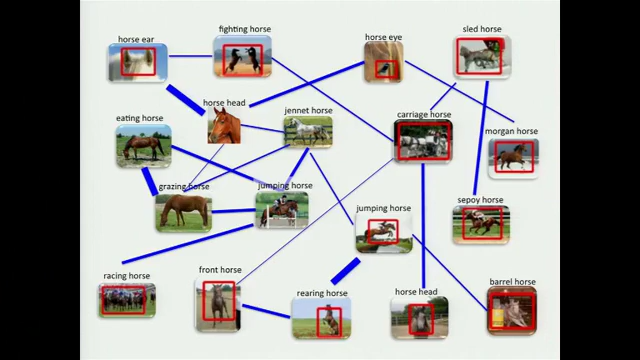 fighting horse
sled horse
horse ear
horse eye
horse head
jennet horse
eating horse
carriage horse
morgan horse
grazing horse
jumping horse
sepoy horse
jumping horse
racing horse
front horse
rearing horse
horse head
barrel horse